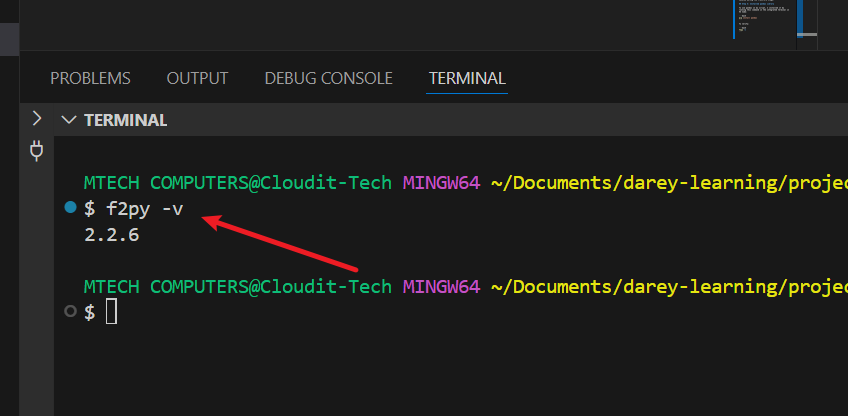 PROBLEMS OUTPUT DEBUG CONSOLE TERMINAL
TERMINAL
MTECH COMPUTERS@Cloudit-Tech MINGW64 ~/Documents/darey-learning/projec
$ f2py -v
2.2.6
MTECH COMPUTERS@Cloudit-Tech MINGW64 ~/Documents/darey-learning/projec
$